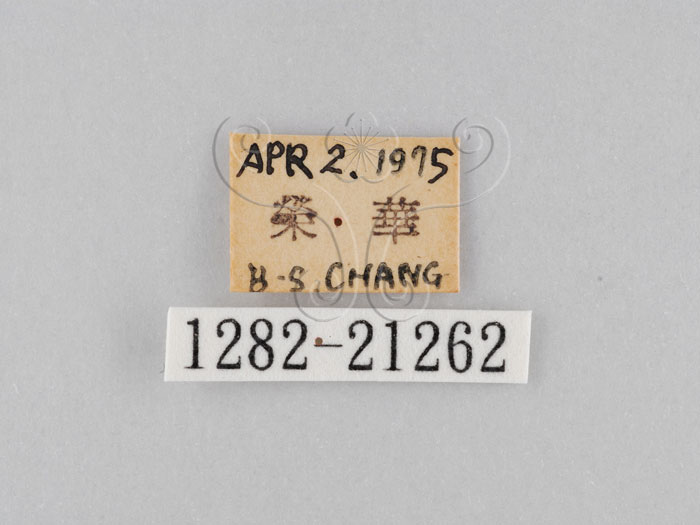 APR 2. 1975
榮 · 華
B-S. CHANG
1282-21262